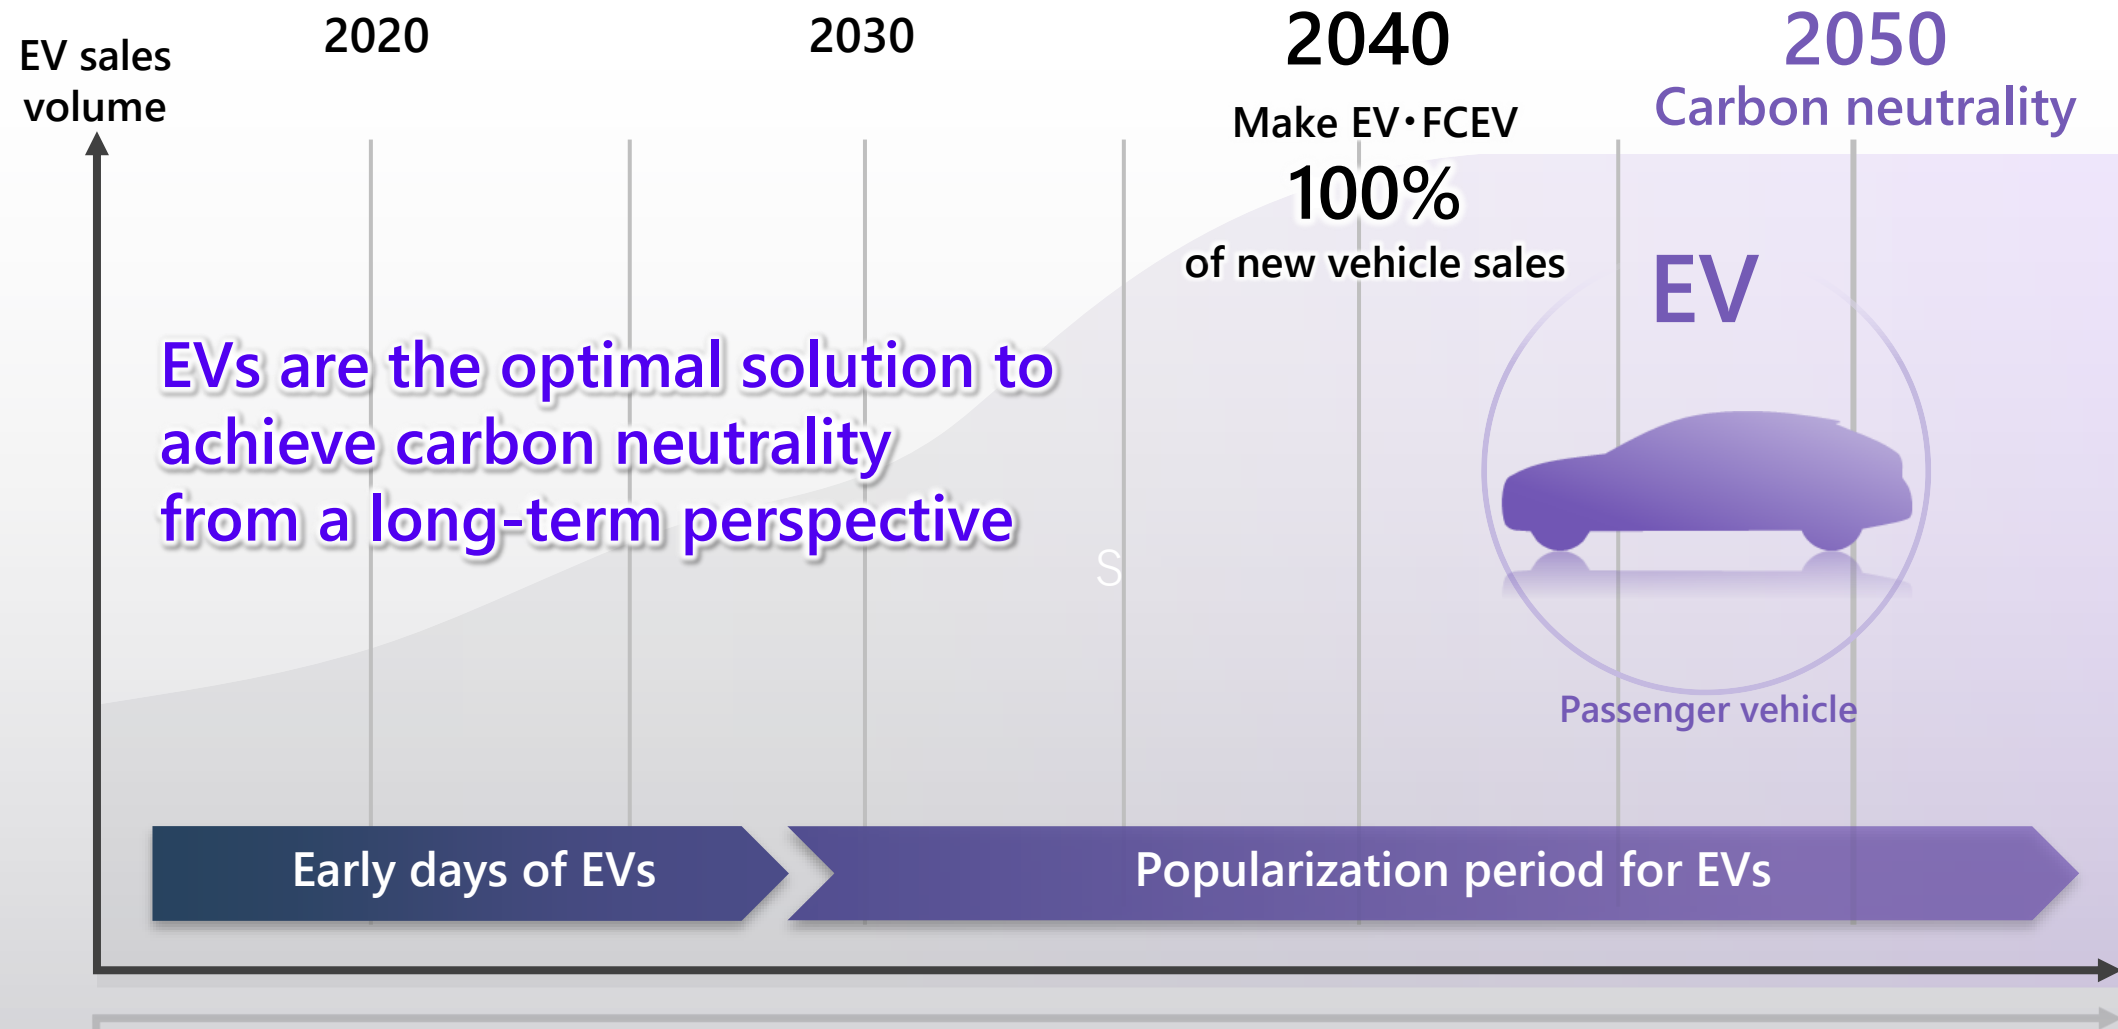 EV sales
volume
2020
2030
2040
Make EV・FCEV
100%
of new vehicle sales
2050
Carbon neutrality
EVs are the optimal solution to
achieve carbon neutrality
from a long-term perspective
S
EV
Passenger vehicle
Early days of EVs
Popularization period for EVs